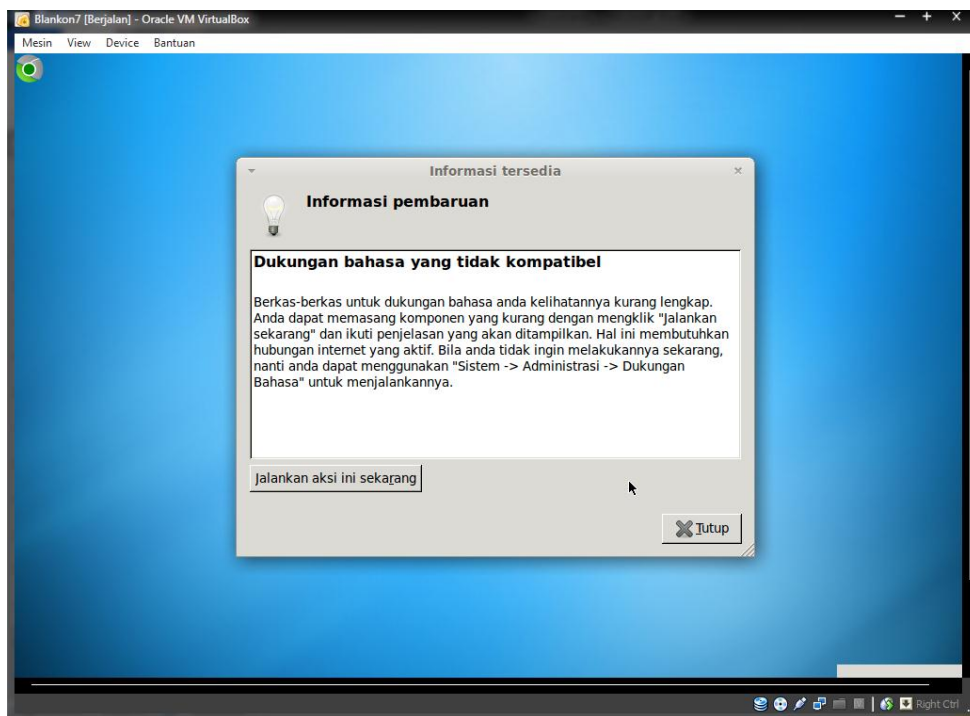 Blankon7 [Berjalan] - Oracle VM VirtualBox
Mesin View Device Bantuan
Informasi tersedia
Informasi pembaruan
Dukungan bahasa yang tidak kompatibel
Berkas-berkas untuk dukungan bahasa anda kelihatannya kurang lengkap.
Anda dapat memasang komponen yang kurang dengan mengklik "Jalankan
sekarang" dan ikuti penjelasan yang akan ditampilkan. Hal ini membutuhkan
hubungan internet yang aktif. Bila anda tidak ingin melakukannya sekarang,
nanti anda dapat menggunakan "Sistem -> Administrasi -> Dukungan
Bahasa" untuk menjalankannya.
Jalankan aksi ini sekarang
Tutup
Right Ctrl